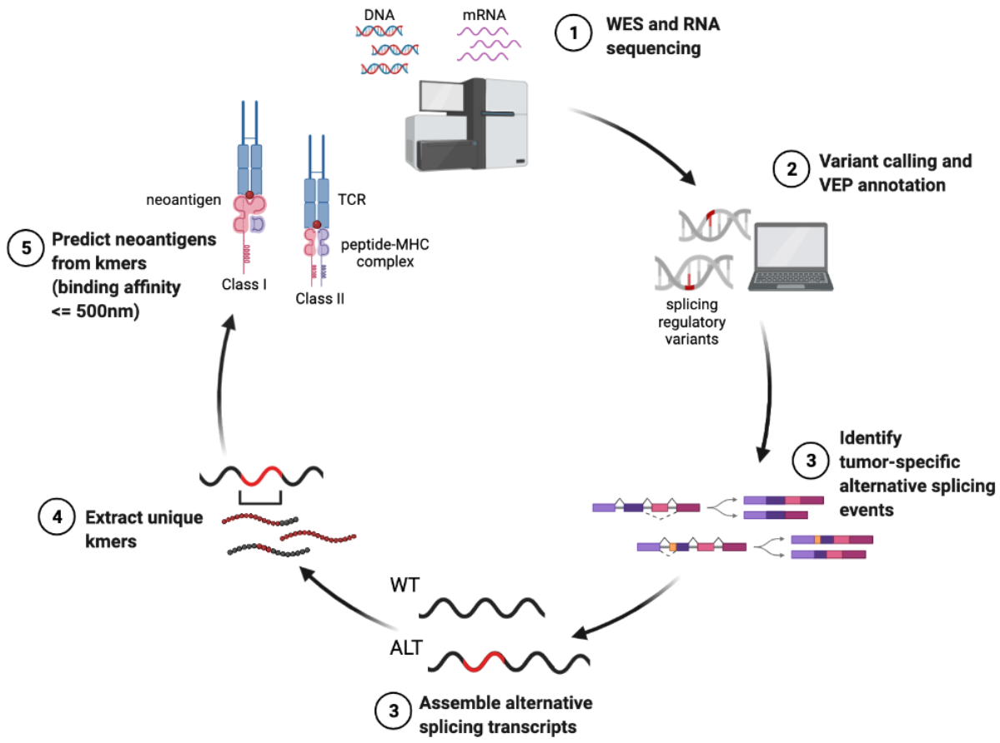 DNA
mRNA
1
WES and RNA
sequencing
2
Variant calling and
VEP annotation
splicing
regulatory
variants
3
Identify
tumor-specific
alternative splicing
events
WT
ALT
3
Assemble alternative
splicing transcripts
4
Extract unique
kmers
5
Predict neoantigens
from kmers
(binding affinity
<= 500nm)
neoantigen
TCR
peptide-MHC
complex
Class I
Class II